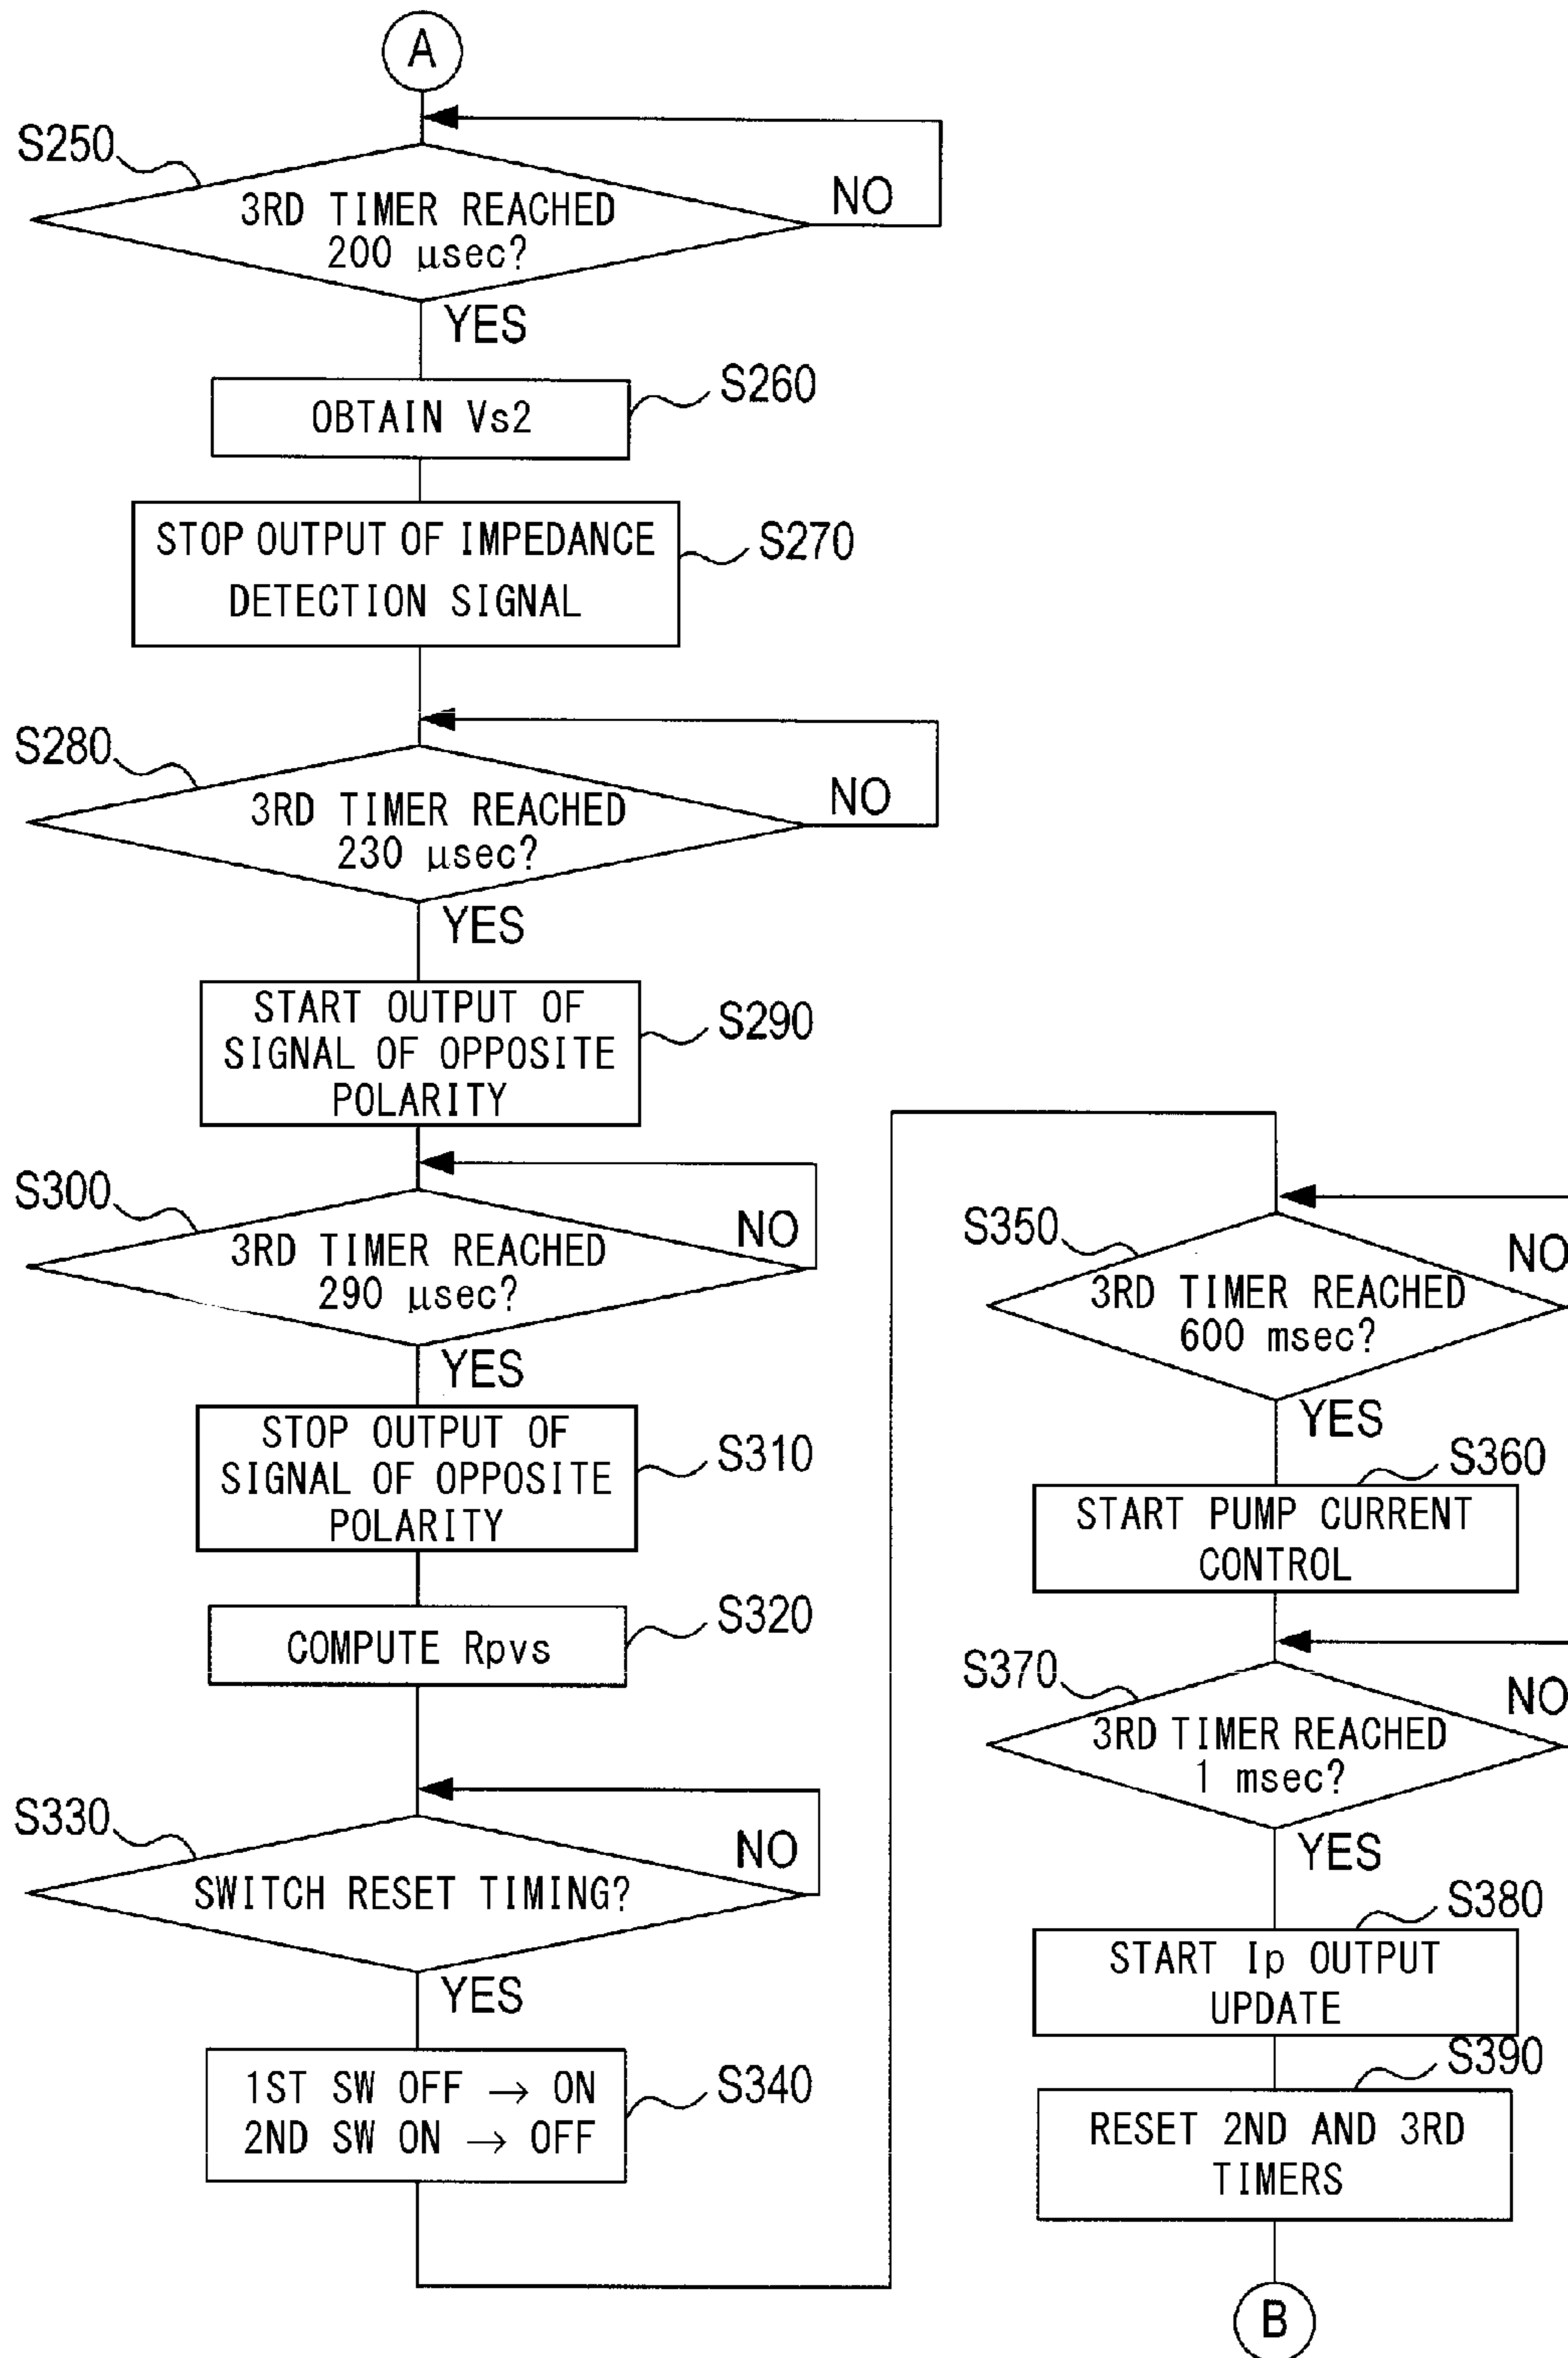 A
S250
3RD TIMER REACHED
200 μsec?
NO
YES
S260
OBTAIN Vs2
S270
STOP OUTPUT OF IMPEDANCE
DETECTION SIGNAL
S280
3RD TIMER REACHED
230 μsec?
NO
YES
S290
START OUTPUT OF
SIGNAL OF OPPOSITE
POLARITY
S300
3RD TIMER REACHED
290 μsec?
NO
YES
S310
STOP OUTPUT OF
SIGNAL OF OPPOSITE
POLARITY
S320
COMPUTE Rpvs
S330
SWITCH RESET TIMING?
NO
YES
S340
1ST SW OFF → ON
2ND SW ON → OFF
S350
3RD TIMER REACHED
600 msec?
NO
YES
S360
START PUMP CURRENT
CONTROL
S370
3RD TIMER REACHED
1 msec?
NO
YES
S380
START Ip OUTPUT
UPDATE
S390
RESET 2ND AND 3RD
TIMERS
B